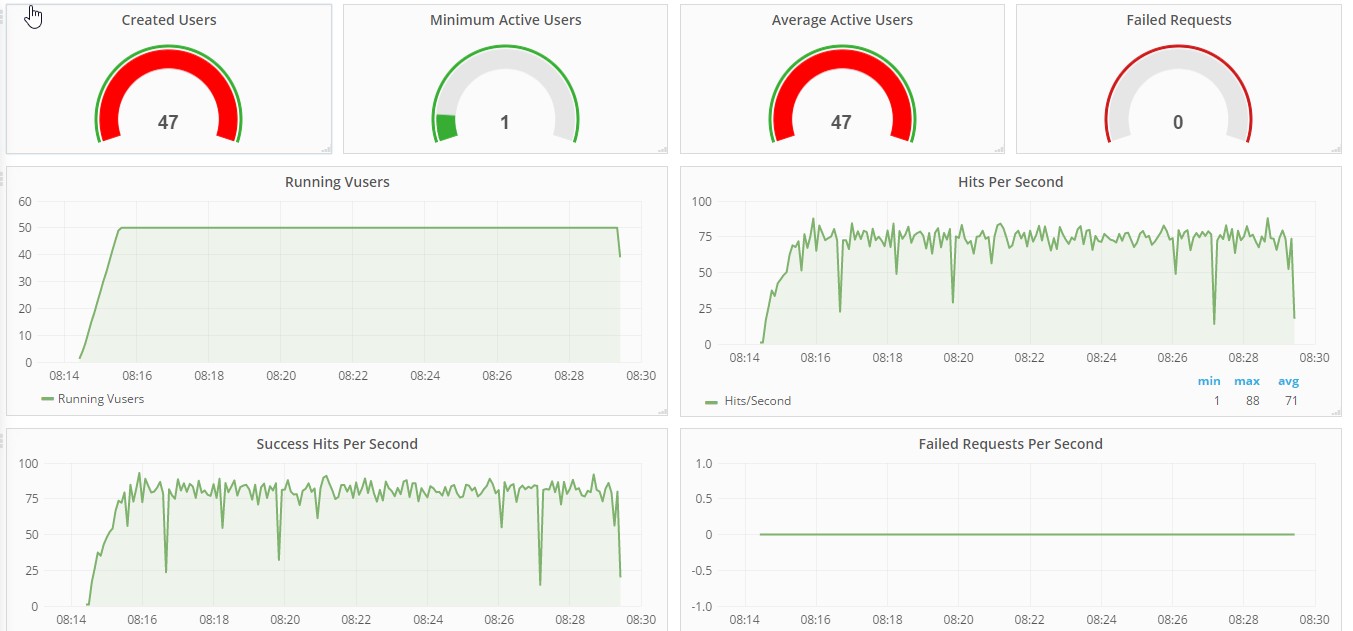 Created Users
47
Minimum Active Users
1
Average Active Users
47
Failed Requests
0
Running Vusers
60
50
40
30
20
10
0
08:14 08:16 08:18 08:20 08:22 08:24 08:26 08:28 08:30
Running Vusers
Hits Per Second
100
75
50
25
0
08:14 08:16 08:18 08:20 08:22 08:24 08:26 08:28 08:30
min max avg
Hits/Second 1 88 71
Success Hits Per Second
100
75
50
25
0
08:14 08:16 08:18 08:20 08:22 08:24 08:26 08:28 08:30
Failed Requests Per Second
1.0
0.5
0
-0.5
-1.0
08:14 08:16 08:18 08:20 08:22 08:24 08:26 08:28 08:30